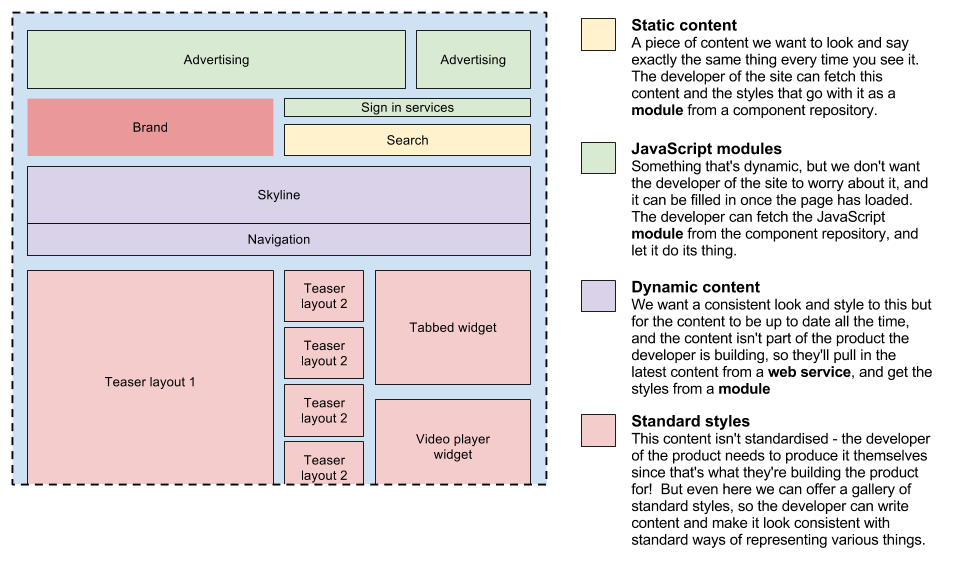 Advertising
Advertising
Sign in services
Brand
Search
Skyline
Navigation
Teaser layout 1
Teaser
layout 2
Teaser
layout 2
Teaser
layout 2
Teaser
layout 2
Tabbed widget
Video player
widget
Static content
A piece of content we want to look and say
exactly the same thing every time you see it.
The developer of the site can fetch this
content and the styles that go with it as a
module from a component repository.
JavaScript modules
Something that's dynamic, but we don't want
the developer of the site to worry about it, and
it can be filled in once the page has loaded.
The developer can fetch the JavaScript
module from the component repository, and
let it do its thing.
Dynamic content
We want a consistent look and style to this but
for the content to be up to date all the time,
and the content isn't part of the product the
developer is building, so they'll pull in the
latest content from a web service, and get the
styles from a module
Standard styles
This content isn't standardised - the developer
of the product needs to produce it themselves
since that's what they're building the product
for!  But even here we can offer a gallery of
standard styles, so the developer can write
content and make it look consistent with
standard ways of representing various things.